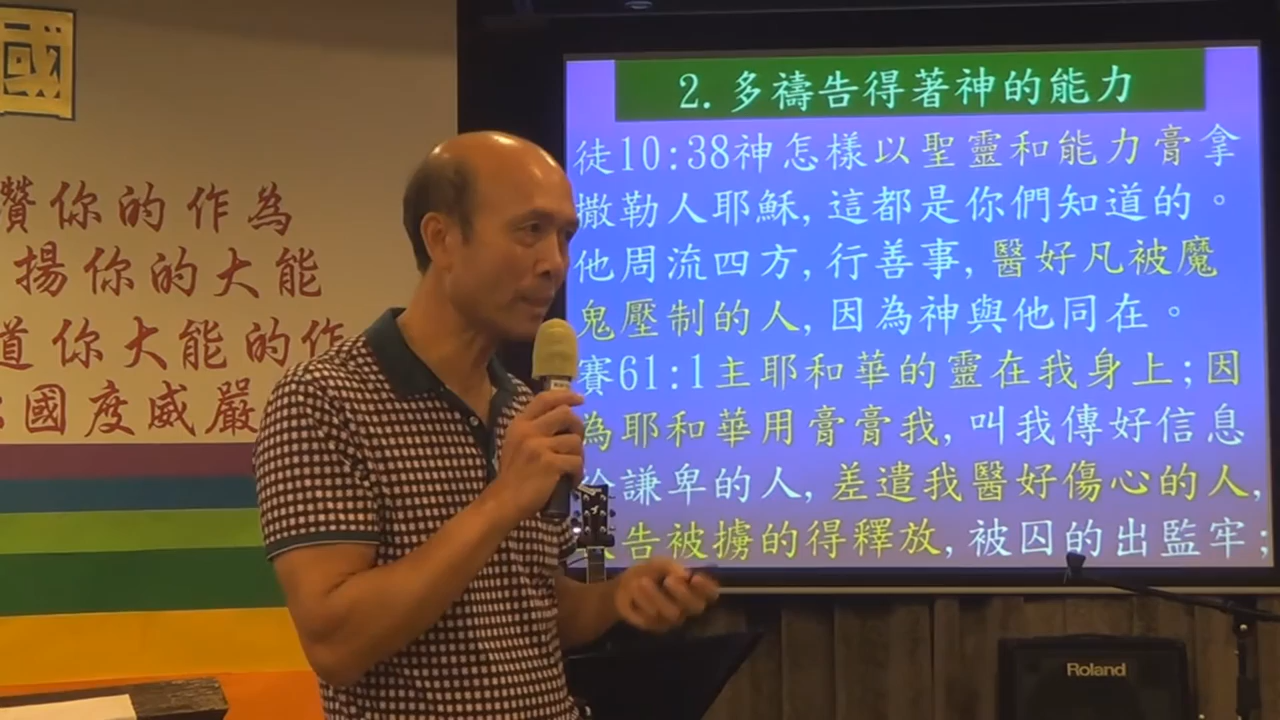 國
讚你的作為
揚你的大能
道你大能的作
國度威嚴
2.多禱告得著神的能力
徒10:38神怎樣以聖靈和能力膏拿
撒勒人耶穌,這都是你們知道的。
他周流四方,行善事,醫好凡被魔
鬼壓制的人,因為神與他同在。
賽61:1主耶和華的靈在我身上;因
為耶和華用膏膏我,叫我傳好信息
謙卑的人,差遣我醫好傷心的人,
告被擄的得釋放,被囚的出監牢;
Roland